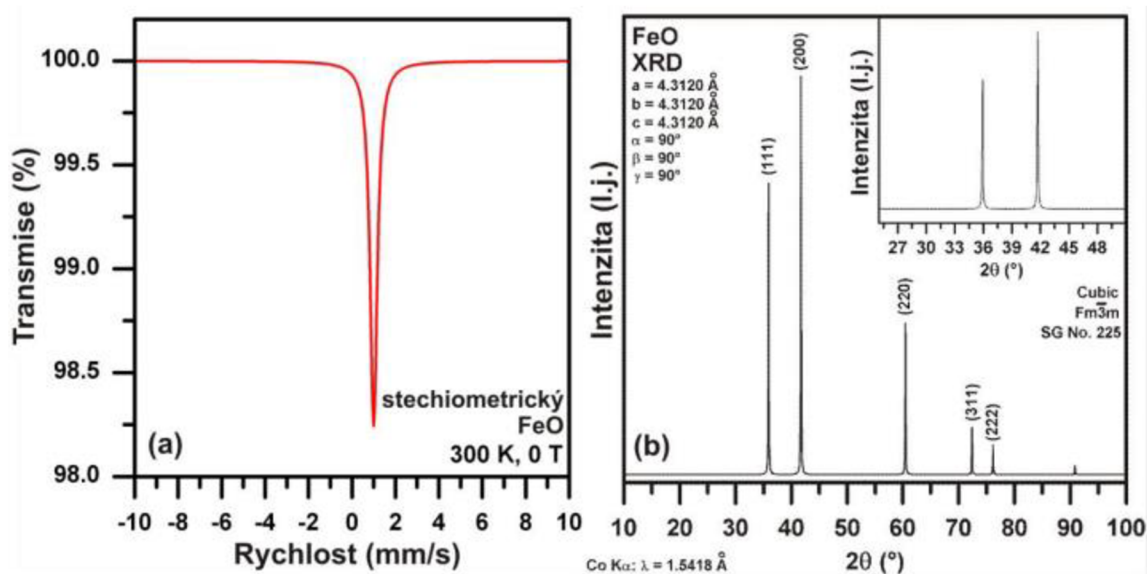 100.0
99.5
99.0
98.5
98.0
Transmise (%)
stechiometrický
FeO
300 K, 0 T
(a)
-10 -8 -6 -4 -2 0 2 4 6 8 10
Rychlost (mm/s)
FeO
XRD
a = 4.3120 Å
b = 4.3120 Å
c = 4.3120 Å
α = 90°
β = 90°
γ = 90°
Intenzita (l.j.)
(111)
(200)
(220)
(311)
(222)
Intenzita (l.j.)
27 30 33 36 39 42 45 48
2θ (°)
Cubic
Fm3̅m
SG No. 225
(b)
10 20 30 40 50 60 70 80 90 100
Co Kα: λ = 1.5418 Å
2θ (°)